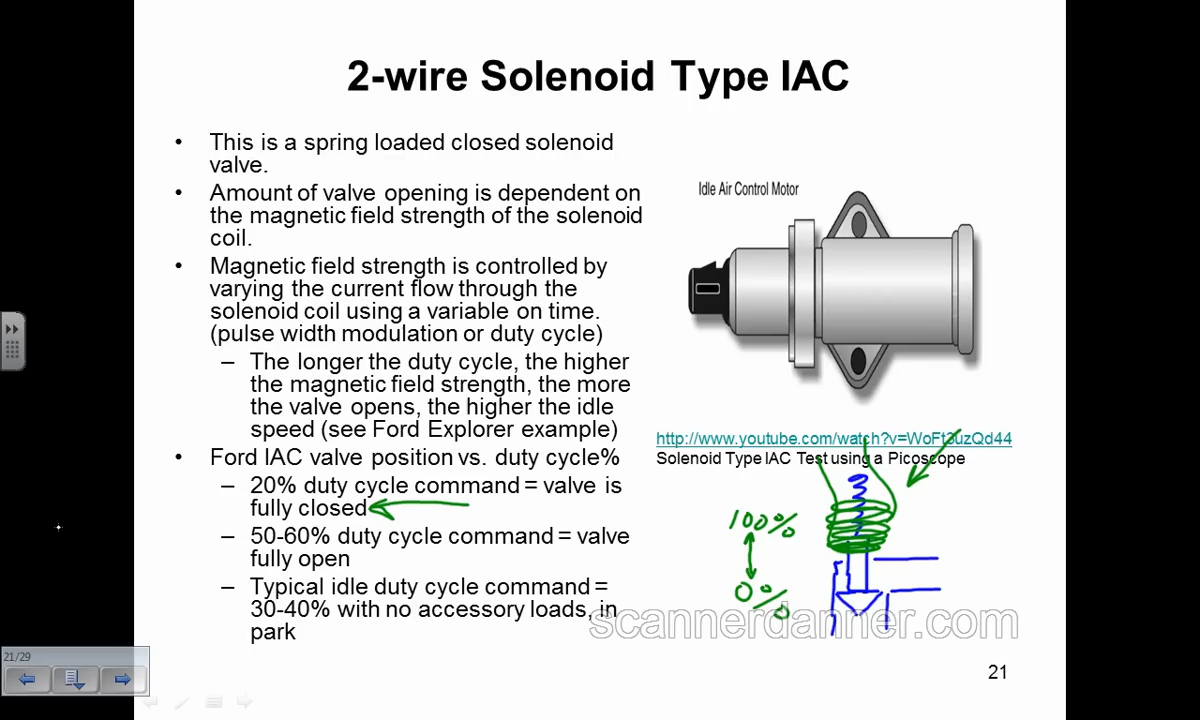 2-wire Solenoid Type IAC
• This is a spring loaded closed solenoid
valve.
• Amount of valve opening is dependent on
the magnetic field strength of the solenoid
coil.
• Magnetic field strength is controlled by
varying the current flow through the
solenoid coil using a variable on time.
(pulse width modulation or duty cycle)
– The longer the duty cycle, the higher
the magnetic field strength, the more
the valve opens, the higher the idle
speed (see Ford Explorer example)
• Ford IAC valve position vs. duty cycle%
– 20% duty cycle command = valve is
fully closed
– 50-60% duty cycle command = valve
fully open
– Typical idle duty cycle command =
30-40% with no accessory loads, in
park
Idle Air Control Motor
http://www.youtube.com/watch?v=WoFt3uzQd44
Solenoid Type IAC Test using a Picoscope
100%
0%
scannerdanner.com
21
21/29